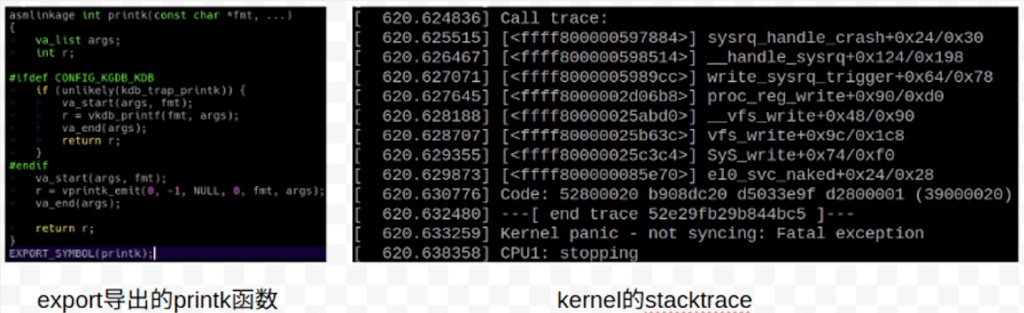 asmlinkage int printk(const char *fmt, ...)
{
va_list args;
int r;
#ifdef CONFIG_KGDB_KDB
if (unlikely(kdb_trap_printk)) {
va_start(args, fmt);
r = vkdb_printf(fmt, args);
va_end(args);
return r;
}
#endif
va_start(args, fmt);
r = vprintk_emit(0, -1, NULL, 0, fmt, args);
va_end(args);
return r;
}
EXPORT_SYMBOL(printk);
[ 620.624836] Call trace:
[ 620.625515] [<ffff800000597884>] sysrq_handle_crash+0x24/0x30
[ 620.626467] [<ffff800000598514>] __handle_sysrq+0x124/0x198
[ 620.627071] [<ffff8000005989cc>] write_sysrq_trigger+0x64/0x78
[ 620.627645] [<ffff8000002d06b8>] proc_reg_write+0x90/0xd0
[ 620.628188] [<ffff80000025abd0>] __vfs_write+0x48/0x90
[ 620.628707] [<ffff80000025b63c>] vfs_write+0x9c/0x1c8
[ 620.629355] [<ffff80000025c3c4>] SyS_write+0x74/0xf0
[ 620.629873] [<ffff800000085e70>] el0_svc_naked+0x24/0x28
[ 620.630776] Code: 52800020 b908dc20 d5033e9f d2800001 (39000020)
[ 620.632480] ---[ end trace 52e29fb29b844bc5 ]---
[ 620.633259] Kernel panic - not syncing: Fatal exception
[ 620.638358] CPU1: stopping
export导出的printk函数
kernel的stacktrace